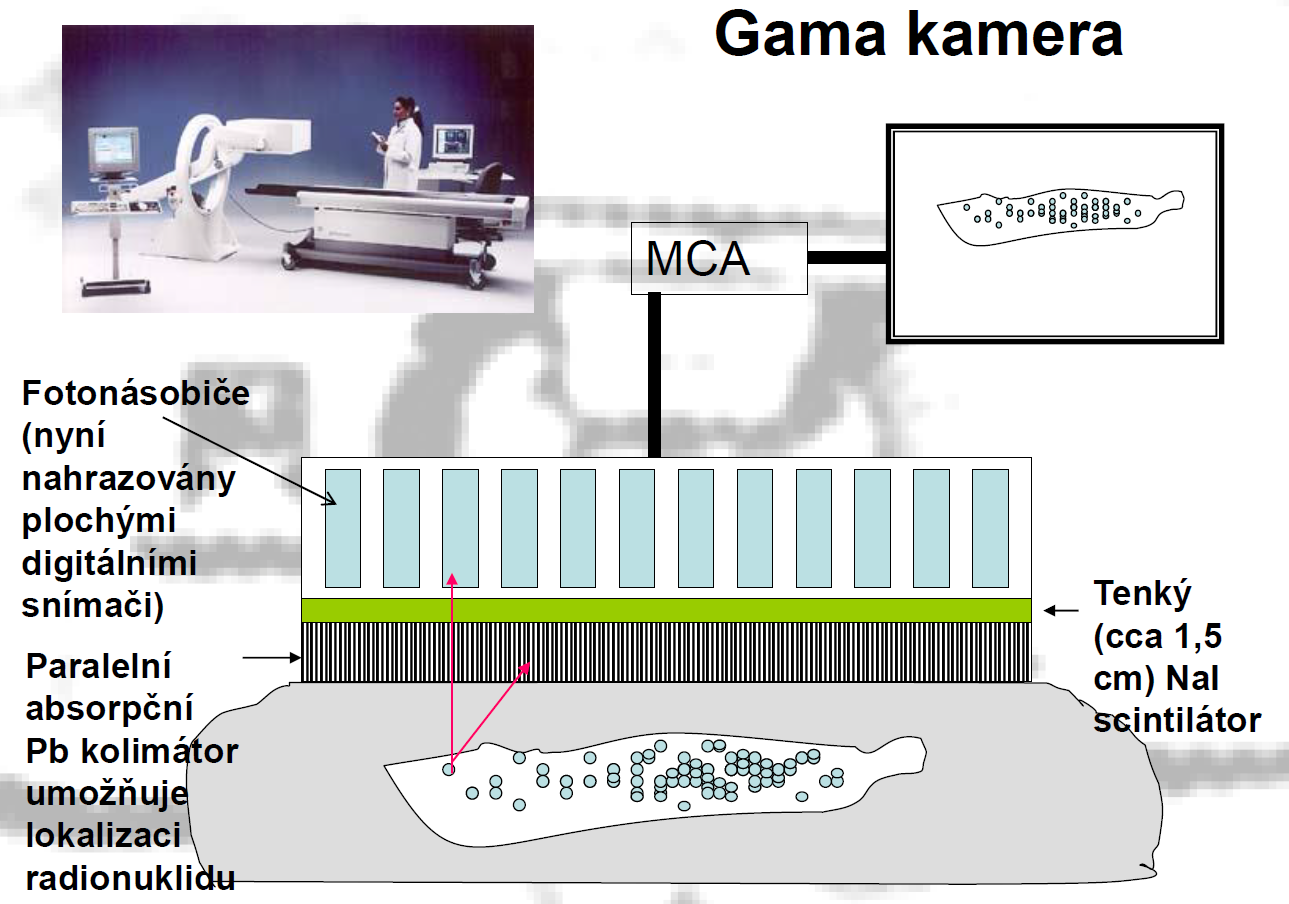 Gama kamera
MCA
Fotonásobiče
(nyní
nahrazovány
plochými
digitálními
snímači)
Tenký
(cca 1,5
cm) NaI
scintilátor
Paralelní
absorpční
Pb kolimátor
umožňuje
lokalizaci
radionuklidu